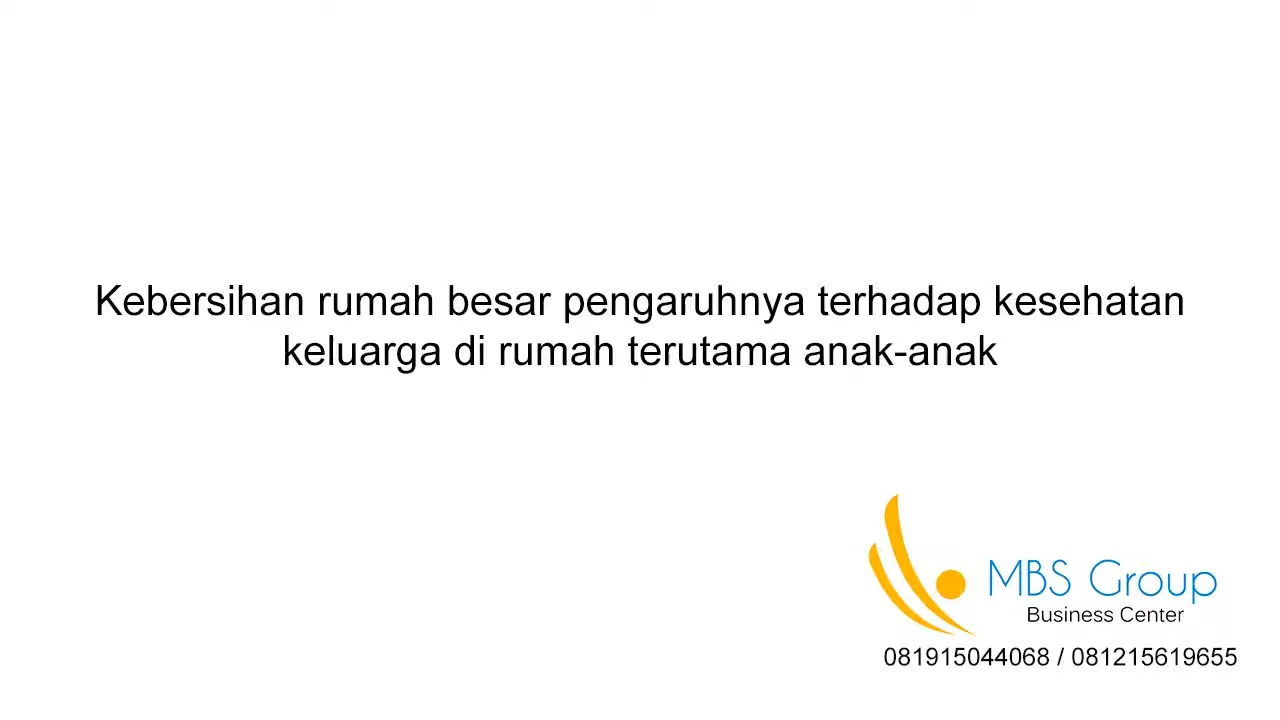 Kebersihan rumah besar pengaruhnya terhadap kesehatan
keluarga di rumah terutama anak-anak
MBS Group
Business Center
081915044068 / 081215619655